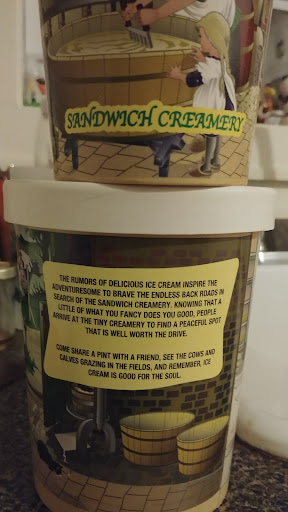 SANDWICH CREAMERY
THE RUMORS OF DELICIOUS ICE CREAM INSPIRE THE
ADVENTURESOME TO BRAVE THE ENDLESS BACK ROADS IN
SEARCH OF THE SANDWICH CREAMERY. KNOWING THAT A
LITTLE OF WHAT YOU FANCY DOES YOU GOOD, PEOPLE
ARRIVE AT THE TINY CREAMERY TO FIND A PEACEFUL SPOT
THAT IS WELL WORTH THE DRIVE.
COME SHARE A PINT WITH A FRIEND, SEE THE COWS AND
CALVES GRAZING IN THE FIELDS, AND REMEMBER, ICE
CREAM IS GOOD FOR THE SOUL.